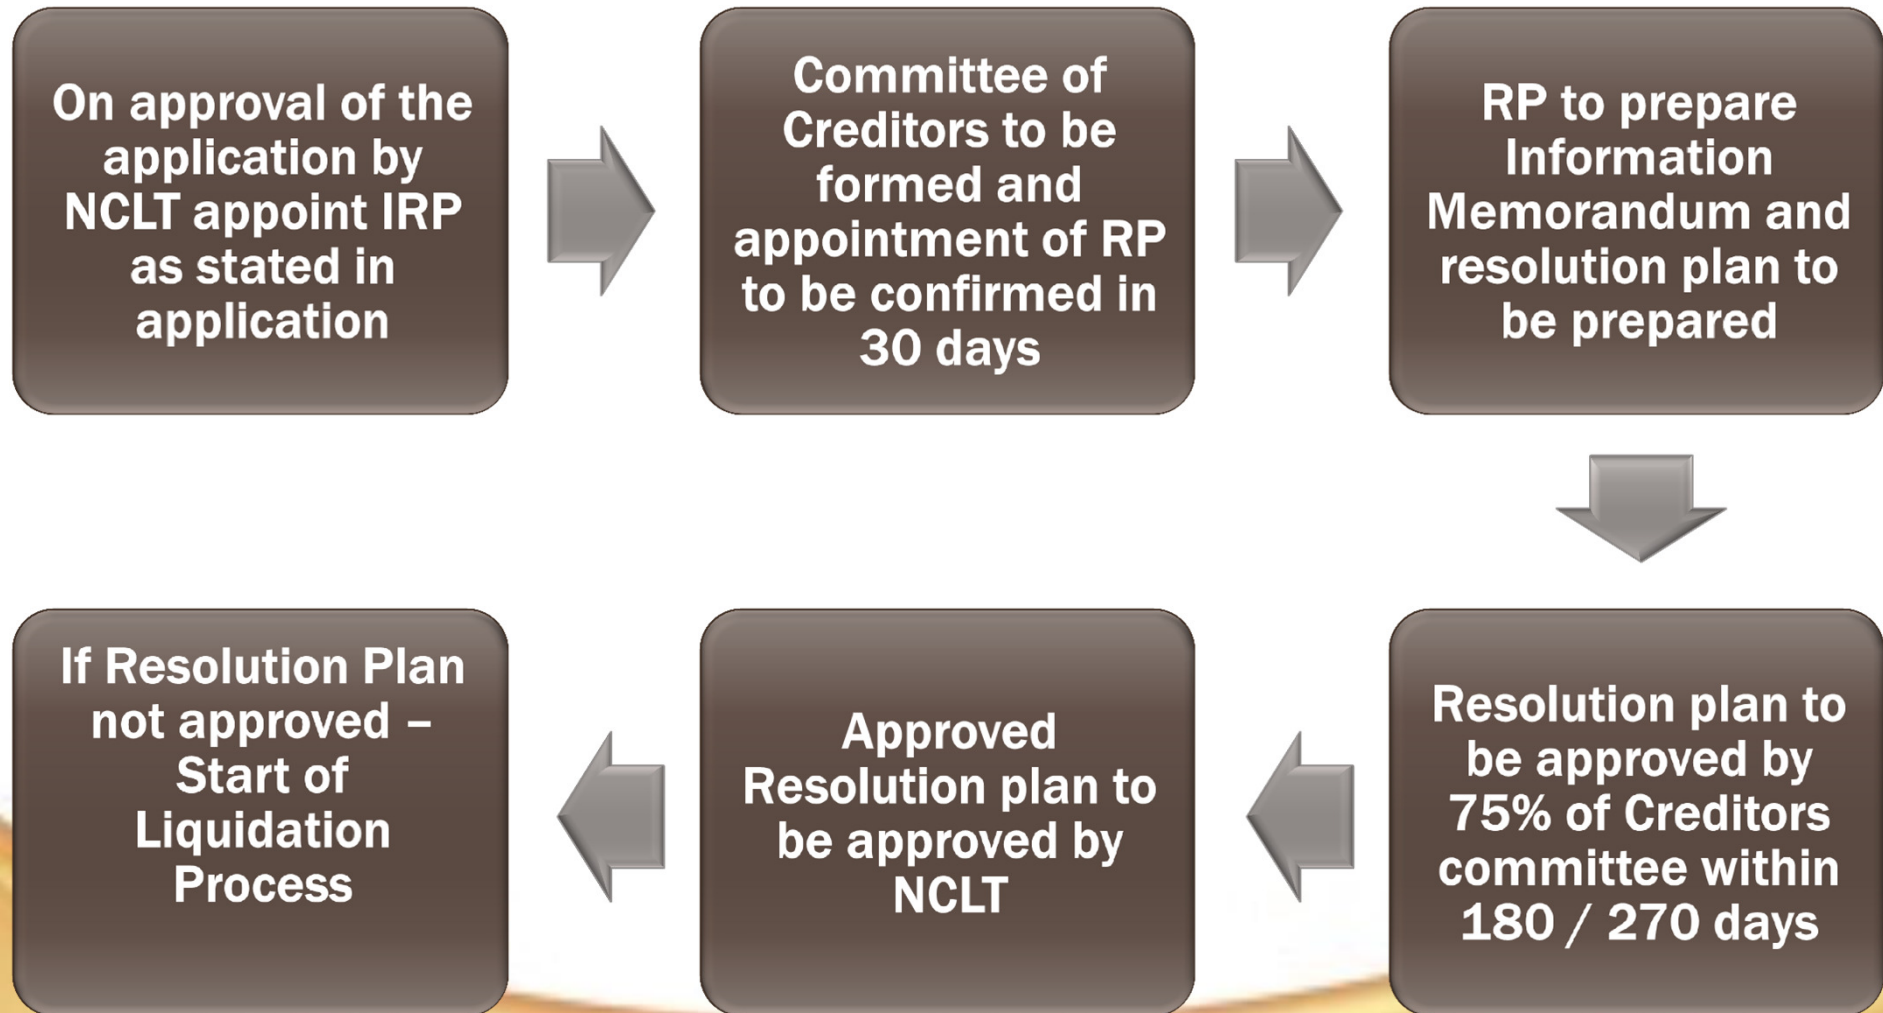 On approval of the
application by
NCLT appoint IRP
as stated in
application
Committee of
Creditors to be
formed and
appointment of RP
to be confirmed in
30 days
RP to prepare
Information
Memorandum and
resolution plan to
be prepared
Resolution plan to
be approved by
75% of Creditors
committee within
180 / 270 days
Approved
Resolution plan to
be approved by
NCLT
If Resolution Plan
not approved –
Start of
Liquidation
Process